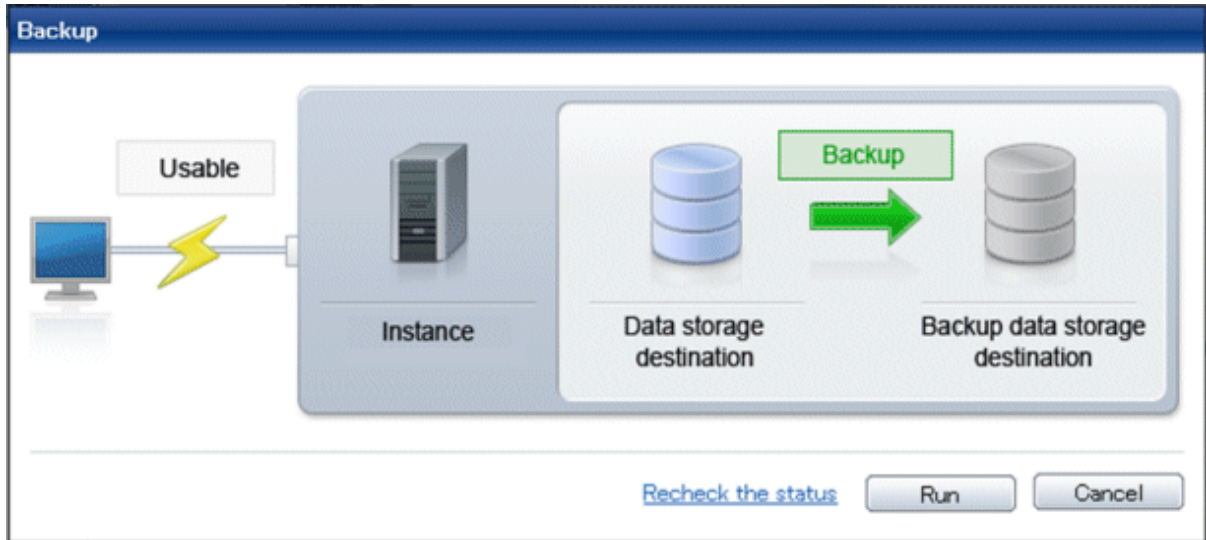 Backup
Usable
Backup
Instance
Data storage
destination
Backup data storage
destination
Recheck the status
Run
Cancel